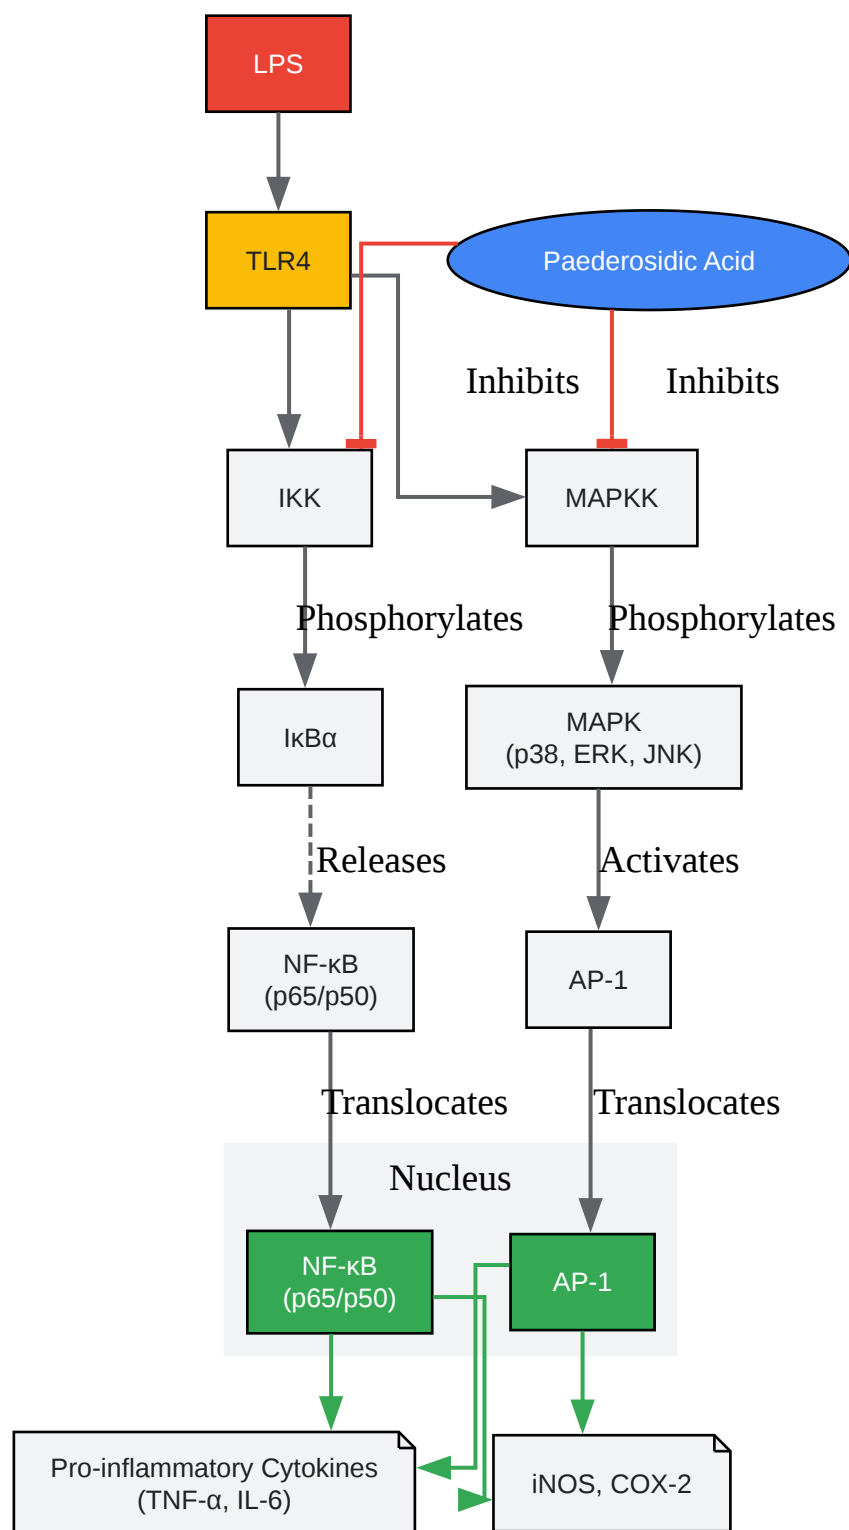 LPS
TLR4
Paederosidic Acid
Inhibits
Inhibits
IKK
MAPKK
Phosphorylates
Phosphorylates
IκBα
MAPK
(p38, ERK, JNK)
Releases
Activates
NF-κB
(p65/p50)
AP-1
Translocates
Translocates
Nucleus
NF-κB
(p65/p50)
AP-1
Pro-inflammatory Cytokines
(TNF-α, IL-6)
iNOS, COX-2